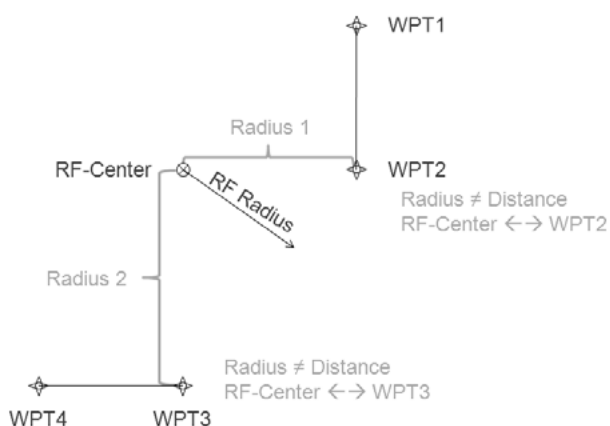 WPT1
Radius 1
RF-Center
WPT2
RF Radius
Radius ≠ Distance
RF-Center ←→ WPT2
Radius 2
Radius ≠ Distance
RF-Center ←→ WPT3
WPT4
WPT3